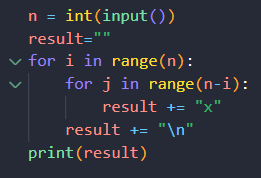 n = int(input())
result=""
for i in range(n):
    for j in range(n-i):
        result += "x"
    result += "\n"
print(result)